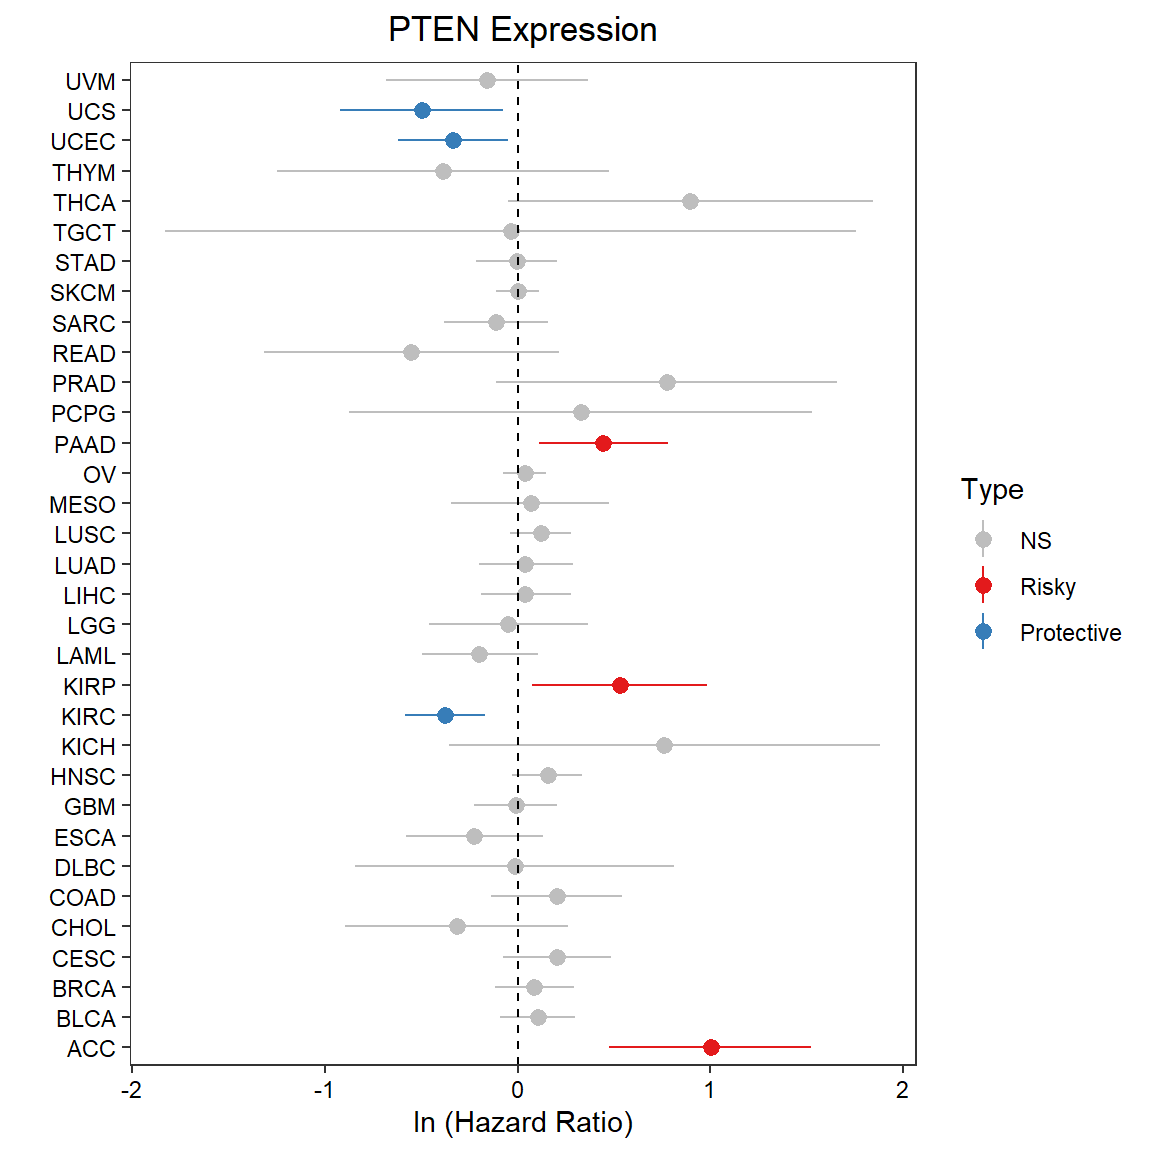 PTEN Expression
UVM
UCS
UCEC
THYM
THCA
TGCT
STAD
SKCM
SARC
READ
PRAD
PCPG
PAAD
OV
MESO
LUSC
LUAD
LIHC
LGG
LAML
KIRP
KIRC
KICH
HNSC
GBM
ESCA
DLBC
COAD
CHOL
CESC
BRCA
BLCA
ACC
-2 -1 0 1 2
ln (Hazard Ratio)
Type
NS
Risky
Protective